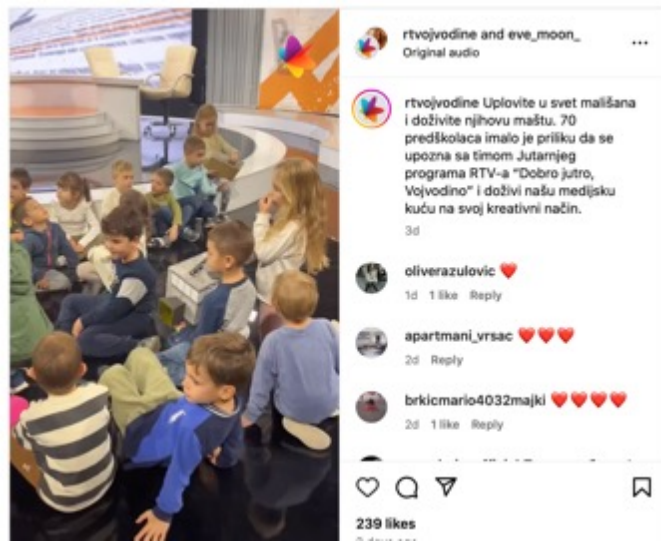 rtvojvodine and eve_moon_
Original audio
rtvojvodine Uplovite u svet mališana
i doživite njihovu maštu. 70
predškolaca imalo je priliku da se
upozna sa timom Jutarnjeg
programa RTV-a “Dobro jutro,
Vojvodino” i doživi našu medijsku
kuću na svoj kreativni način.
3d
oliverazulovic ❤️
1d 1 like Reply
apartmani_vrsac ❤️❤️❤️
2d Reply
brkicmario4032majki ❤️❤️❤️❤️
2d 1 like Reply
239 likes